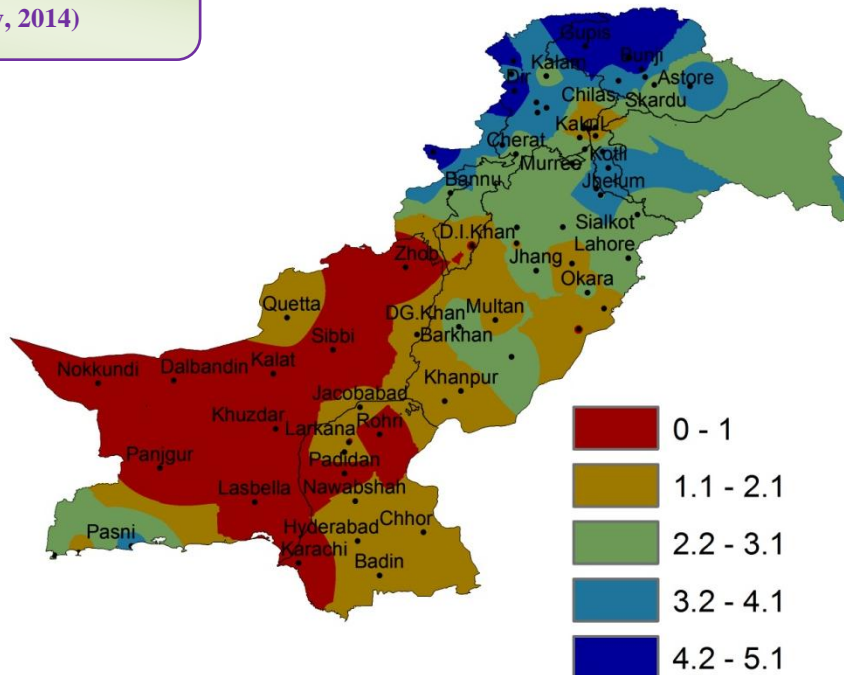 , 2014)
Gupis
Bunji
Kalam
Dir
Astore
Chilas
Skardu
Cherat
Murree
Kotli
Bannu
Jhelum
Sialkot
D.I.Khan
Lahore
Zhob
Jhang
Okara
Quetta
DG.Khan
Multan
Barkhan
Sibbi
Nokkundi
Dalbandin
Kalat
Khanpur
Jacobabad
Khuzdar
Larkana
Rohri
Panjgur
Padidan
Lasbella
Nawabshah
Pasni
Hyderabad
Chhor
Karachi
Badin
0 - 1
1.1 - 2.1
2.2 - 3.1
3.2 - 4.1
4.2 - 5.1